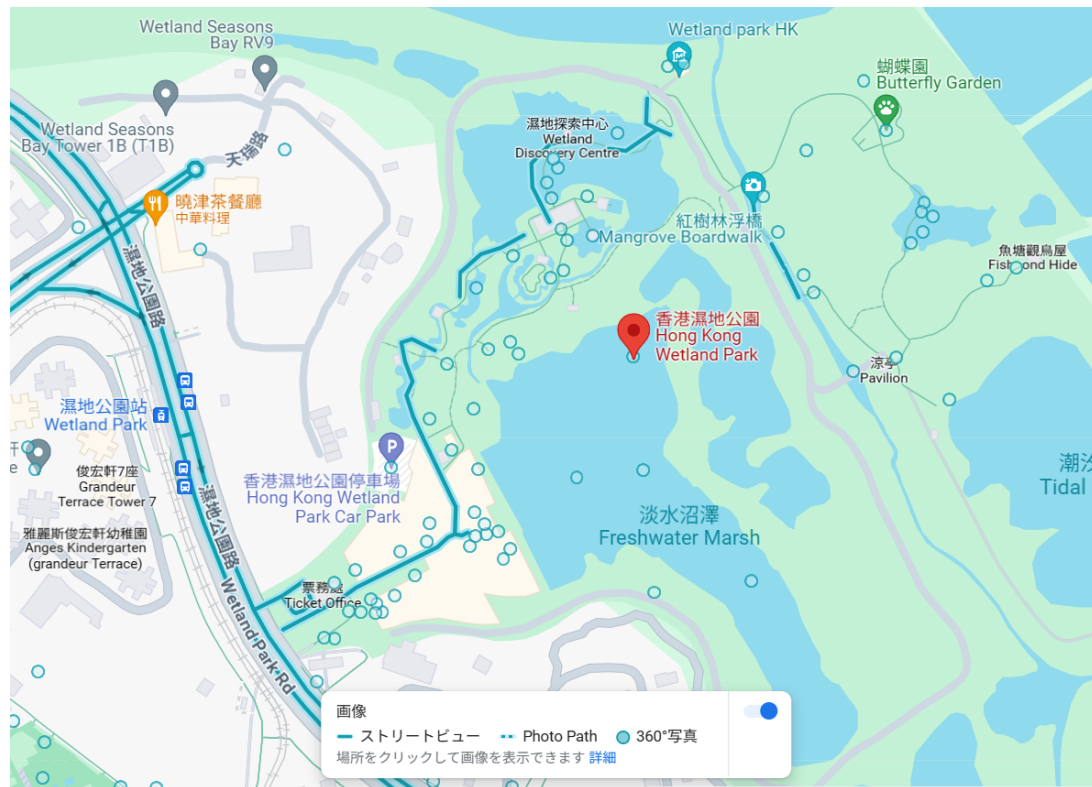 Wetland Seasons
Bay RV9
Wetland park HK
蝴蝶園
Butterfly Garden
Wetland Seasons
Bay Tower 1B (T1B)
天瑞路
濕地探索中心
Wetland
Discovery Centre
曉津茶餐廳
中華料理
紅樹林浮橋
Mangrove Boardwalk
魚塘觀鳥屋
Fishpond Hide
濕地公園路
香港濕地公園
Hong Kong
Wetland Park
涼亭
Pavilion
濕地公園站
Wetland Park
軒
e
俊宏軒7座
Grandeur
Terrace Tower 7
P
香港濕地公園停車場
Hong Kong Wetland
Park Car Park
潮汐
Tidal
濕地公園路
淡水沼澤
Freshwater Marsh
雅麗斯俊宏軒幼稚園
Anges Kindergarten
(grandeur Terrace)
票務處
Ticket Office
Wetland Park Rd
画像
ストリートビュー
Photo Path
360°写真
場所をクリックして画像を表示できます 詳細